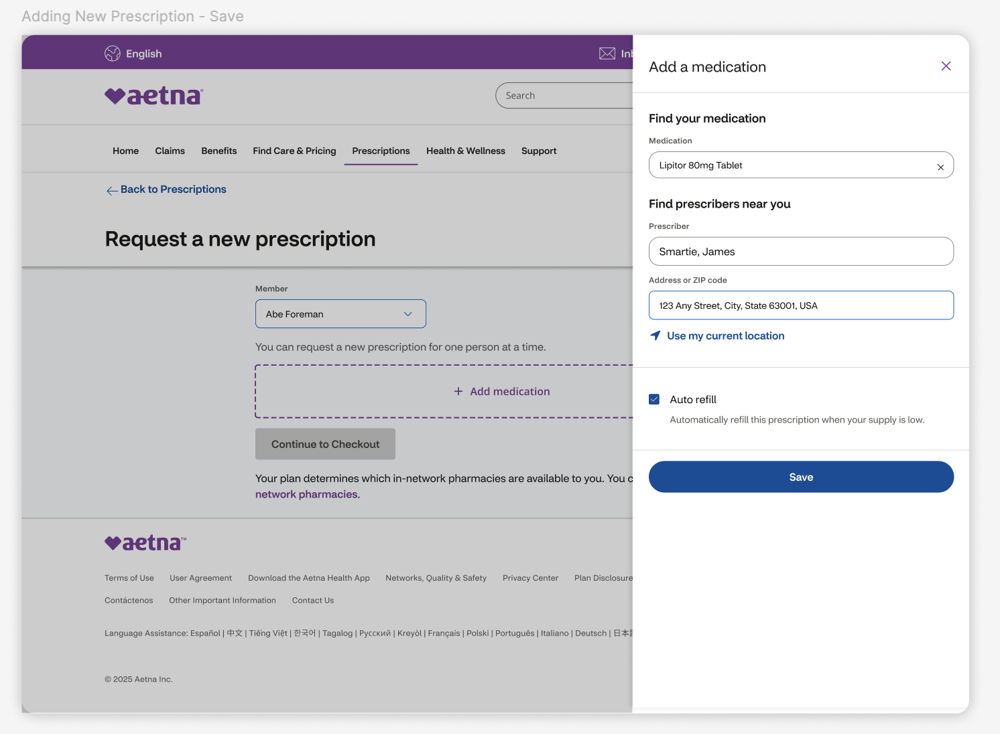 Adding New Prescription - Save
English
Inb
aetna®
Search
Home Claims Benefits Find Care & Pricing Prescriptions Health & Wellness Support
Back to Prescriptions
Request a new prescription
Member
Abe Foreman
You can request a new prescription for one person at a time.
+ Add medication
Continue to Checkout
Your plan determines which in-network pharmacies are available to you. You c
network pharmacies.
aetna™
Terms of Use User Agreement Download the Aetna Health App Networks, Quality & Safety Privacy Center Plan Disclosure
Contáctenos Other Important Information Contact Us
Language Assistance: Español | 中文 | Tiếng Việt | 한국어 | Tagalog | Русский | Kreyòl | Français | Polski | Português | Italiano | Deutsch | 日本
© 2025 Aetna Inc.
Add a medication
Find your medication
Medication
Lipitor 80mg Tablet
Find prescribers near you
Prescriber
Smartie, James
Address or ZIP code
123 Any Street, City, State 63001, USA
Use my current location
Auto refill
Automatically refill this prescription when your supply is low.
Save